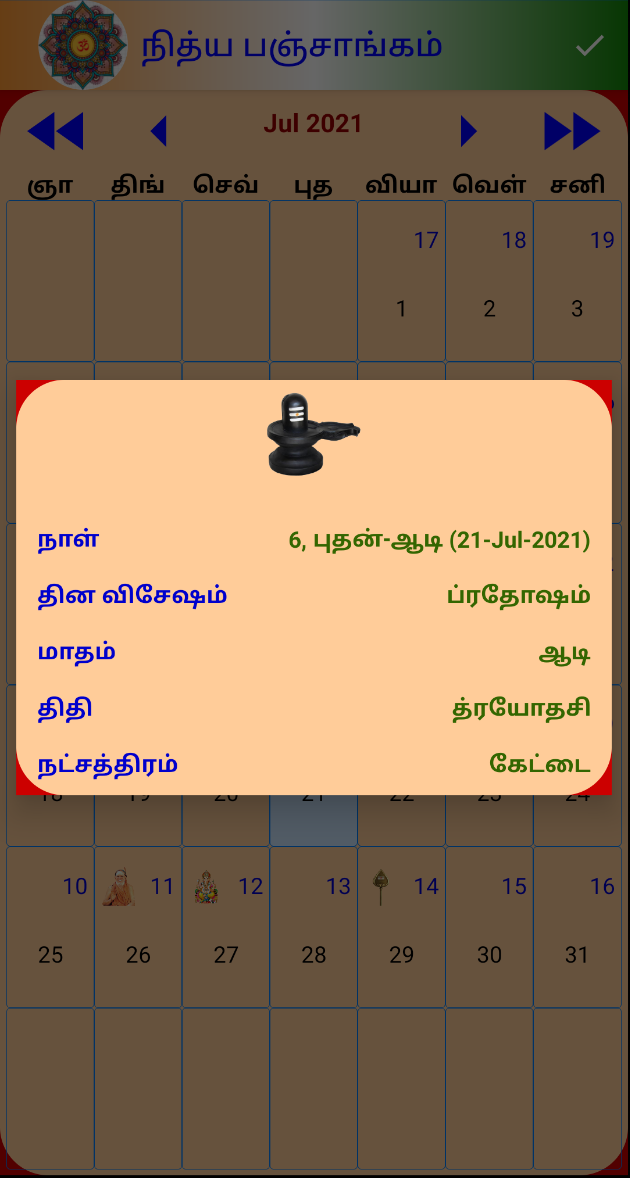 நித்ய பஞ்சாங்கம்
Jul 2021
ஞா திங் செவ் புத வியா வெள் சனி
17 18 19
1 2 3
நாள் 6, புதன்-ஆடி (21-Jul-2021)
தின விசேஷம் ப்ரதோஷம்
மாதம் ஆடி
திதி த்ரயோதசி
நட்சத்திரம் கேட்டை
18 19 20 21 22 23 24
10 11 12 13 14 15 16
25 26 27 28 29 30 31